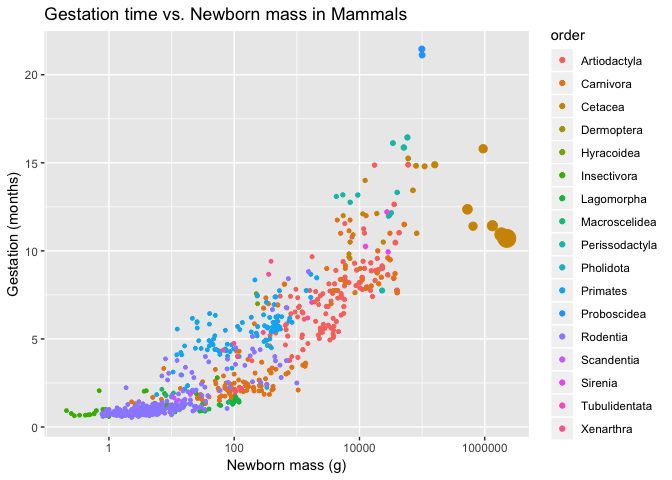 Gestation time vs. Newborn mass in Mammals
20
15
10
5
0
Gestation (months)
1
100
10000
1000000
Newborn mass (g)
order
Artiodactyla
Carnivora
Cetacea
Dermoptera
Hyracoidea
Insectivora
Lagomorpha
Macroscelidea
Perissodactyla
Pholidota
Primates
Proboscidea
Rodentia
Scandentia
Sirenia
Tubulidentata
Xenarthra